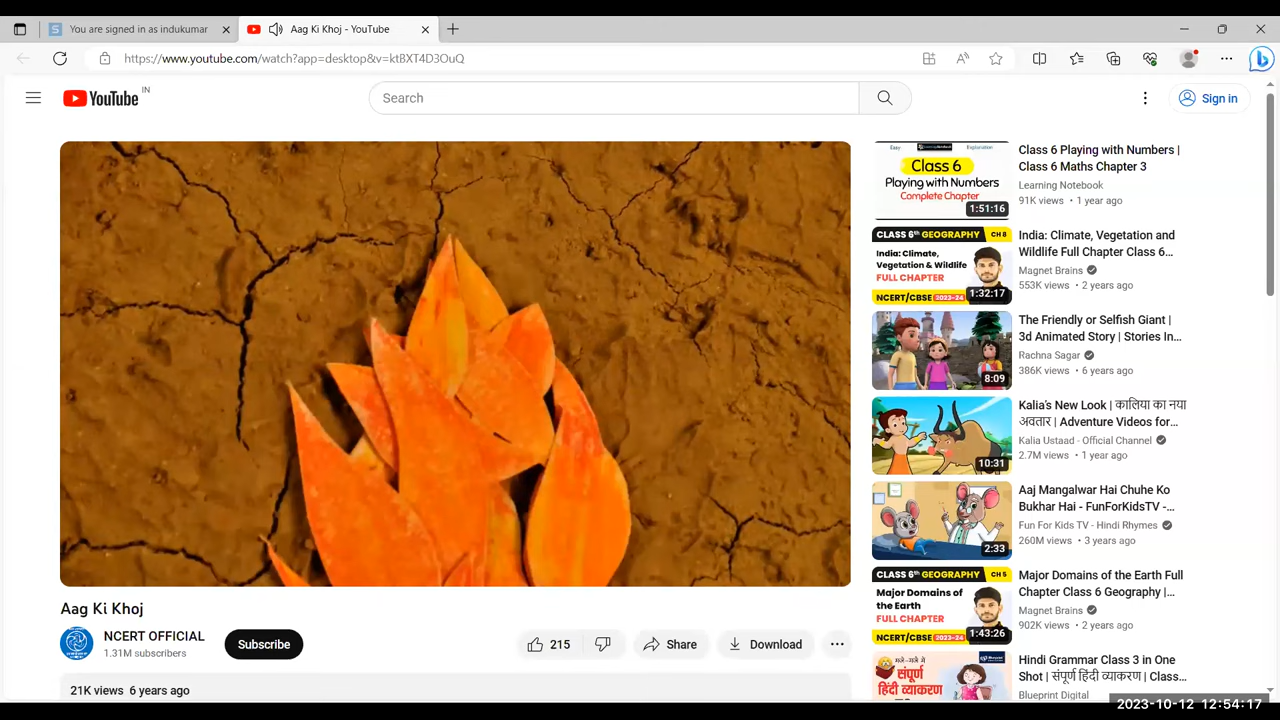 You are signed in as indukumar
Aag Ki Khoj - YouTube
https://www.youtube.com/watch?app=desktop&v=ktBXT4D3OuQ
YouTube IN
Search
Sign in
Easy
Explanation
Class 6
Playing with Numbers
Complete Chapter
1:51:16
Class 6 Playing with Numbers |
Class 6 Maths Chapter 3
Learning Notebook
91K views • 1 year ago
CLASS 6th GEOGRAPHY CH 8
India: Climate,
Vegetation & Wildlife
FULL CHAPTER
NCERT/CBSE 2023-24
1:32:17
India: Climate, Vegetation and
Wildlife Full Chapter Class 6...
Magnet Brains
553K views • 2 years ago
8:09
The Friendly or Selfish Giant |
3d Animated Story | Stories In...
Rachna Sagar
386K views • 6 years ago
10:31
Kalia's New Look | कालिया का नया
अवतार | Adventure Videos for...
Kalia Ustaad - Official Channel
2.7M views • 1 year ago
2:33
Aaj Mangalwar Hai Chuhe Ko
Bukhar Hai - FunForKidsTV -...
Fun For Kids TV - Hindi Rhymes
260M views • 3 years ago
CLASS 6th GEOGRAPHY CH 5
Major Domains of
the Earth
FULL CHAPTER
NCERT/CBSE 2023-24
1:43:26
Major Domains of the Earth Full
Chapter Class 6 Geography |...
Magnet Brains
902K views • 2 years ago
संपूर्ण
हिंदी व्याकरण
Hindi Grammar Class 3 in One
Shot | संपूर्ण हिंदी व्याकरण | Class...
Blueprint Digital
Aag Ki Khoj
NCERT OFFICIAL
1.31M subscribers
Subscribe
215
Share
Download
21K views 6 years ago
2023-10-12 12:54:17